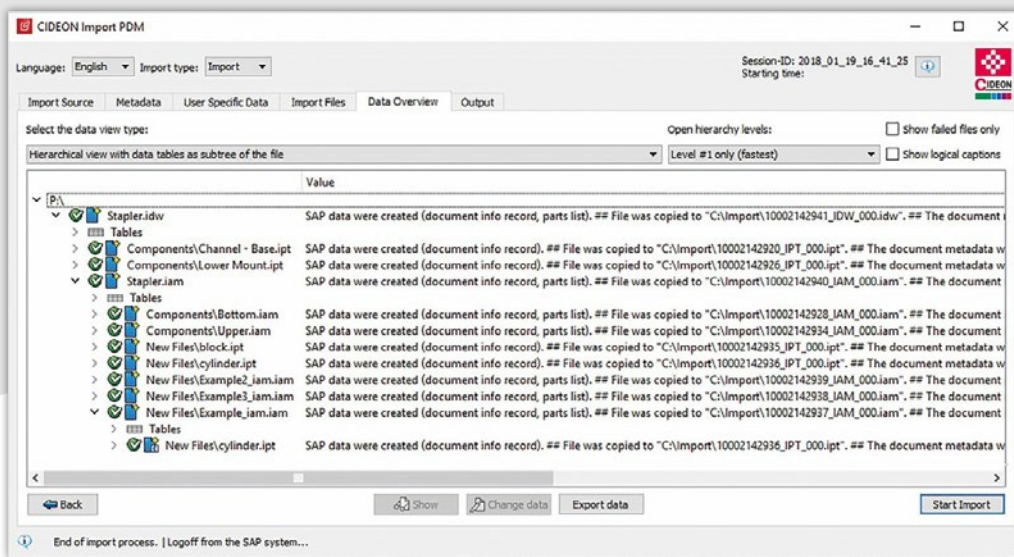 CIDEON Import PDM
Language: English Import type: Import
Session-ID: 2018_01_19_16_41_25
Starting time:
CIDEON
Import Source Metadata User Specific Data Import Files Data Overview Output
Select the data view type: Open hierarchy levels: Show failed files only
Hierarchical view with data tables as subtree of the file Level #1 only (fastest) Show logical captions
Value
P:\
Stapler.idw SAP data were created (document info record, parts list). ## File was copied to "C:\Import\10002142941_IDW_000.idw". ## The document
Tables
Components\Channel - Base.ipt SAP data were created (document info record). ## File was copied to "C:\Import\10002142920_IPT_000.ipt". ## The document metadata w
Components\Lower Mount.ipt SAP data were created (document info record). ## File was copied to "C:\Import\10002142926_IPT_000.ipt". ## The document metadata w
Stapler.iam SAP data were created (document info record, parts list). ## File was copied to "C:\Import\10002142940_IAM_000.iam". ## The document
Tables
Components\Bottom.iam SAP data were created (document info record, parts list). ## File was copied to "C:\Import\10002142928_IAM_000.iam". ## The document
Components\Upper.iam SAP data were created (document info record, parts list). ## File was copied to "C:\Import\10002142934_IAM_000.iam". ## The document
New Files\block.ipt SAP data were created (document info record). ## File was copied to "C:\Import\10002142935_IPT_000.ipt". ## The document metadata w
New Files\cylinder.ipt SAP data were created (document info record). ## File was copied to "C:\Import\10002142936_IPT_000.ipt". ## The document metadata w
New Files\Example2_iam.iam SAP data were created (document info record, parts list). ## File was copied to "C:\Import\10002142939_IAM_000.iam". ## The document
New Files\Example3_iam.iam SAP data were created (document info record, parts list). ## File was copied to "C:\Import\10002142938_IAM_000.iam". ## The document
New Files\Example_iam.iam SAP data were created (document info record, parts list). ## File was copied to "C:\Import\10002142937_IAM_000.iam". ## The document
Tables
New Files\cylinder.ipt SAP data were created (document info record). ## File was copied to "C:\Import\10002142936_IPT_000.ipt". ## The document metadata w
Back Show Change data Export data Start Import
End of import process. | Logoff from the SAP system...